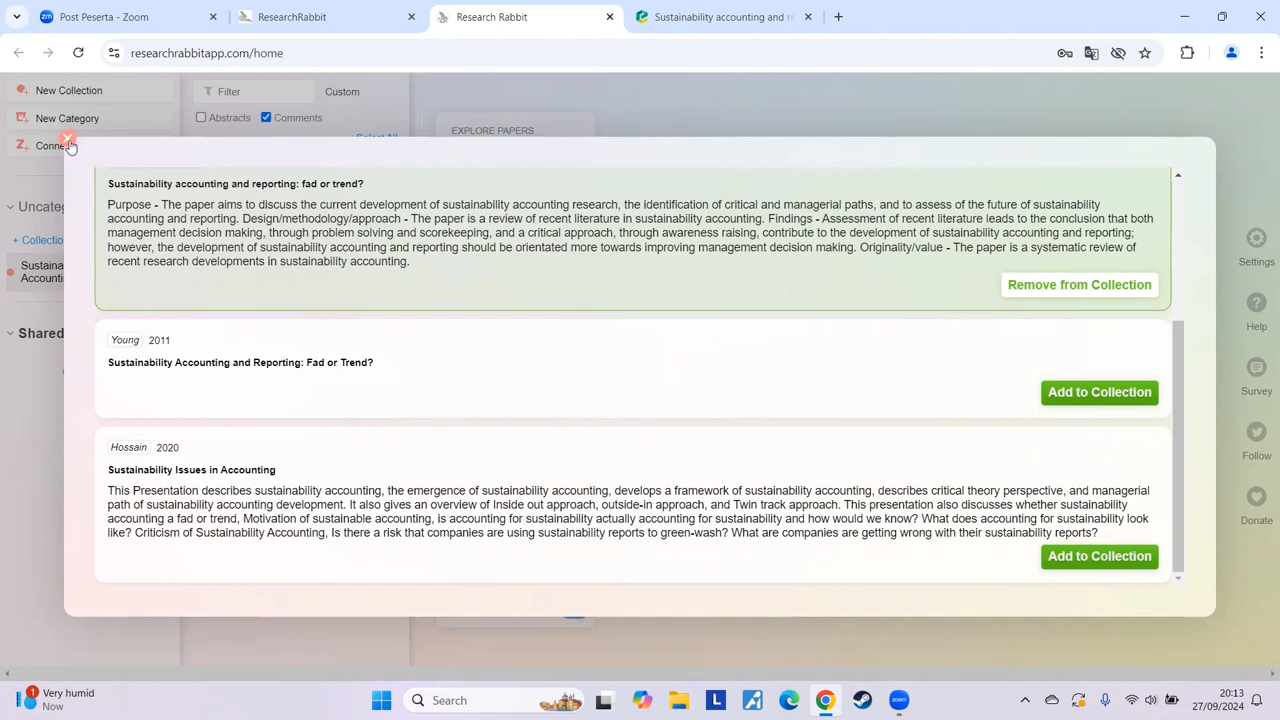 Post Peserta - Zoom
ResearchRabbit
Research Rabbit
Sustainability accounting and r
researchrabbitapp.com/home
New Collection
Filter
Custom
New Category
Abstracts
Comments
EXPLORE PAPERS
Select All
Conne
Sustainability accounting and reporting: fad or trend?
Purpose - The paper aims to discuss the current development of sustainability accounting research, the identification of critical and managerial paths, and to assess of the future of sustainability
accounting and reporting. Design/methodology/approach - The paper is a review of recent literature in sustainability accounting. Findings - Assessment of recent literature leads to the conclusion that both
management decision making, through problem solving and scorekeeping, and a critical approach, through awareness raising, contribute to the development of sustainability accounting and reporting;
however, the development of sustainability accounting and reporting should be orientated more towards improving management decision making. Originality/value - The paper is a systematic review of
recent research developments in sustainability accounting.
Remove from Collection
Uncateg
+ Collectio
Sustaina
Accounti
Shared
Young 2011
Sustainability Accounting and Reporting: Fad or Trend?
Add to Collection
Hossain 2020
Sustainability Issues in Accounting
This Presentation describes sustainability accounting, the emergence of sustainability accounting, develops a framework of sustainability accounting, describes critical theory perspective, and managerial
path of sustainability accounting development. It also gives an overview of Inside out approach, outside-in approach, and Twin track approach. This presentation also discusses whether sustainability
accounting a fad or trend, Motivation of sustainable accounting, is accounting for sustainability actually accounting for sustainability and how would we know? What does accounting for sustainability look
like? Criticism of Sustainability Accounting, Is there a risk that companies are using sustainability reports to green-wash? What are companies are getting wrong with their sustainability reports?
Add to Collection
Settings
Help
Survey
Follow
Donate
1
Very humid
Now
Search
20:13
27/09/2024